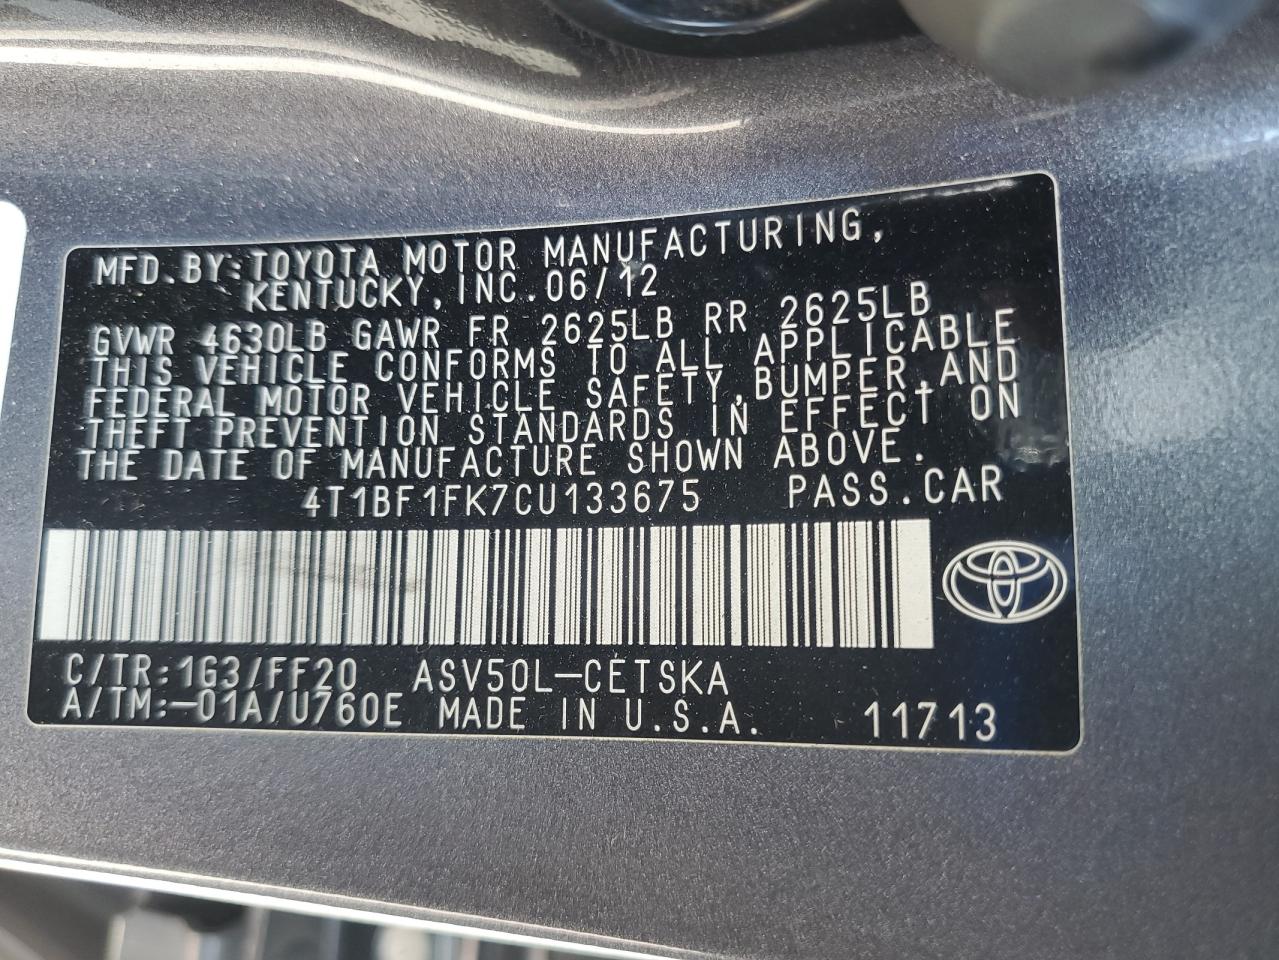 MFD.BY:TOYOTA MOTOR MANUFACTURING,
KENTUCKY,INC.06/12
GVWR 4630LB GAWR FR 2625LB RR 2625LB
THIS VEHICLE CONFORMS TO ALL APPLICABLE
FEDERAL MOTOR VEHICLE SAFETY,BUMPER,AND
THEFT PREVENTION STANDARDS IN EFFECT ON
THE DATE OF MANUFACTURE SHOWN ABOVE.
4T1BF1FK7CU133675 PASS.CAR
C/TR:1G3/FF20 ASV50L-CETSKA
A/TM:-01A/U760E MADE IN U.S.A. 11713